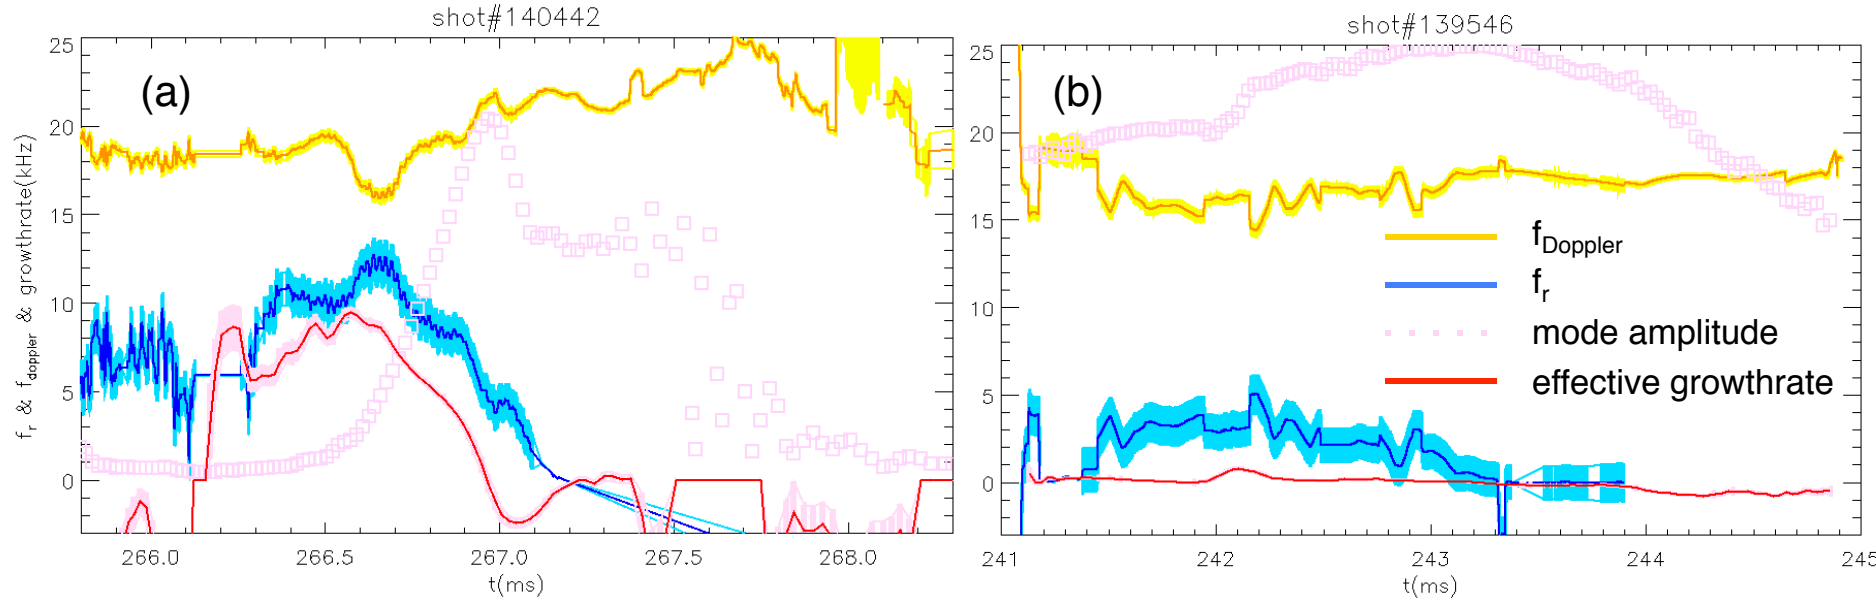 shot#140442
(a)
25
20
15
10
5
0
f_r & f_doppler & growthrate(kHz)
266.0 266.5 267.0 267.5 268.0
t(ms)
shot#139546
(b)
25
20
15
10
5
0
f_Doppler
f_r
mode amplitude
effective growthrate
241 242 243 244 245
t(ms)